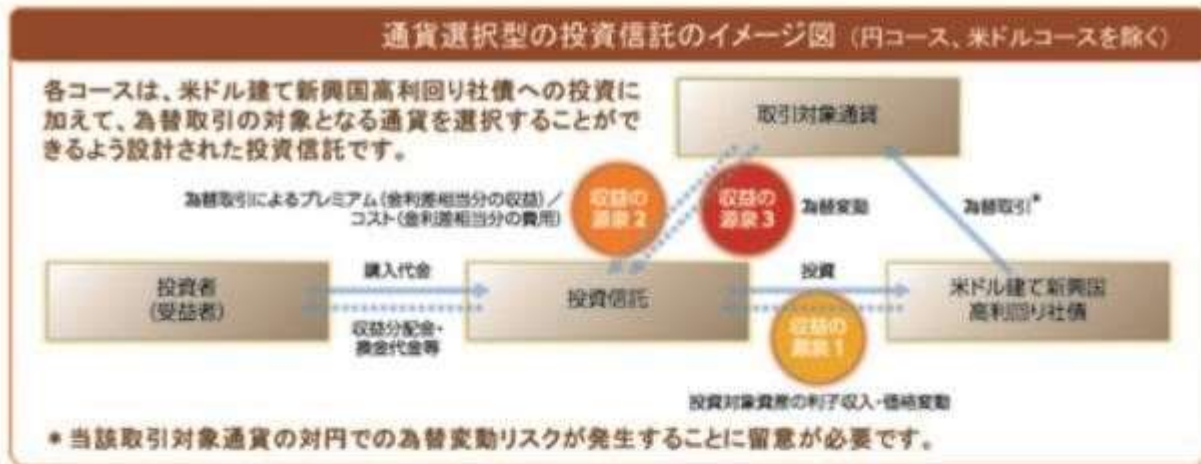 通貨選択型の投資信託のイメージ図 (円コース、米ドルコースを除く)
各コースは、米ドル建て新興国高利回り社債への投資に
加えて、為替取引の対象となる通貨を選択することがで
きるよう設計された投資信託です。
取引対象通貨
為替取引によるプレミアム(金利差相当分の収益)/
コスト(金利差相当分の費用)
収益の
源泉2
収益の
源泉3
為替変動
為替取引*
投資者
(受益者)
購入代金
収益分配金・
換金代金等
投資信託
投資
収益の
源泉1
米ドル建て新興国
高利回り社債
投資対象資産の利子収入・価格変動
* 当該取引対象通貨の対円での為替変動リスクが発生することに留意が必要です。